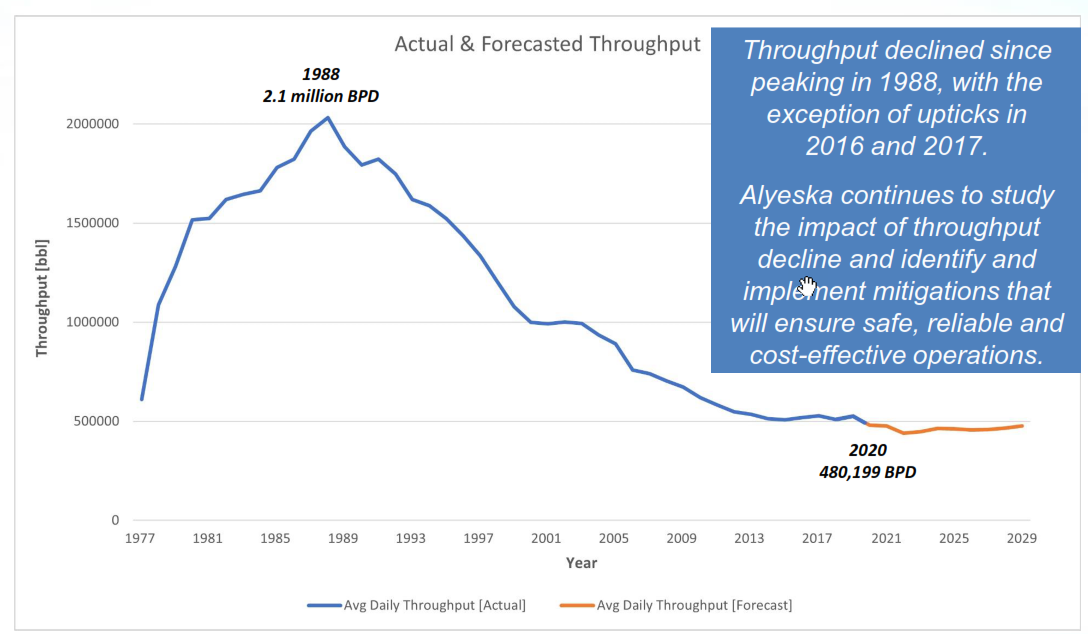 Actual & Forecasted Throughput
1988
2.1 million BPD
Throughput declined since
peaking in 1988, with the
exception of upticks in
2016 and 2017.
Alyeska continues to study
the impact of throughput
decline and identify and
implement mitigations that
will ensure safe, reliable and
cost-effective operations.
Throughput [bbl]
2000000
1500000
1000000
500000
0
2020
480,199 BPD
1977 1981 1985 1989 1993 1997 2001 2005 2009 2013 2017 2021 2025 2029
Year
Avg Daily Throughput [Actual] Avg Daily Throughput [Forecast]